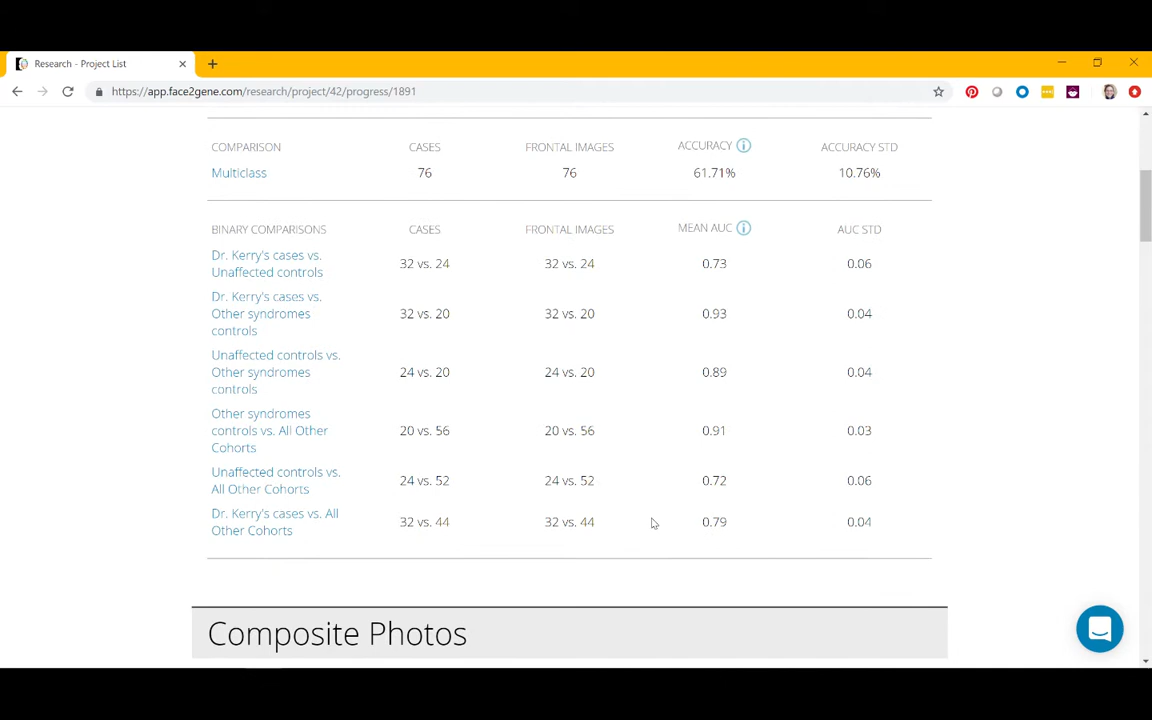 Research - Project List
https://app.face2gene.com/research/project/42/progress/1891
COMPARISON CASES FRONTAL IMAGES ACCURACY i ACCURACY STD
Multiclass 76 76 61.71% 10.76%
BINARY COMPARISONS CASES FRONTAL IMAGES MEAN AUC i AUC STD
Dr. Kerry's cases vs.
Unaffected controls
32 vs. 24 32 vs. 24 0.73 0.06
Dr. Kerry's cases vs.
Other syndromes
controls
32 vs. 20 32 vs. 20 0.93 0.04
Unaffected controls vs.
Other syndromes
controls
24 vs. 20 24 vs. 20 0.89 0.04
Other syndromes
controls vs. All Other
Cohorts
20 vs. 56 20 vs. 56 0.91 0.03
Unaffected controls vs.
All Other Cohorts
24 vs. 52 24 vs. 52 0.72 0.06
Dr. Kerry's cases vs. All
Other Cohorts
32 vs. 44 32 vs. 44 0.79 0.04
Composite Photos